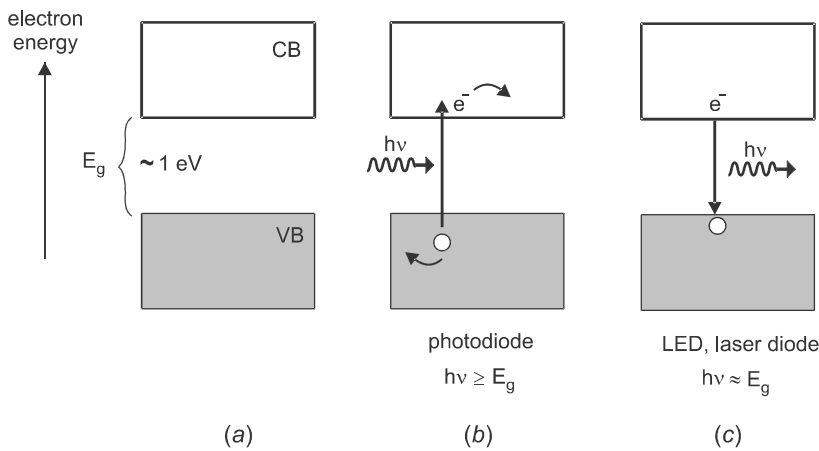 electron
energy
CB
E_g
~ 1 eV
VB
e⁻
hν
photodiode
hν ≥ E_g
e⁻
hν
LED, laser diode
hν ≈ E_g
(a)
(b)
(c)